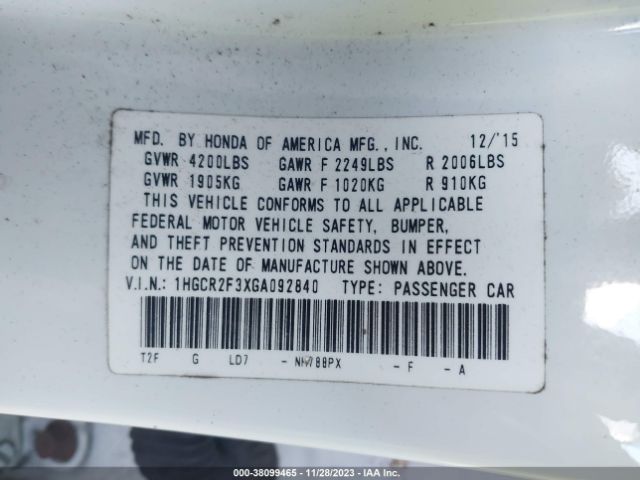 MFD. BY HONDA OF AMERICA MFG., INC. 12/'15
GVWR 4200LBS GAWR F 2249LBS R 2006LBS
GVWR 1905KG GAWR F 1020KG R 910KG
THIS VEHICLE CONFORMS TO ALL APPLICABLE
FEDERAL MOTOR VEHICLE SAFETY, BUMPER,
AND THEFT PREVENTION STANDARDS IN EFFECT
ON THE DATE OF MANUFACTURE SHOWN ABOVE.
V.I.N.: 1HGCR2F3XGA092840 TYPE: PASSENGER CAR
T2F G LD7 - NH788PX - F - A
000-38099465 - 11/28/2023 - IAA Inc.